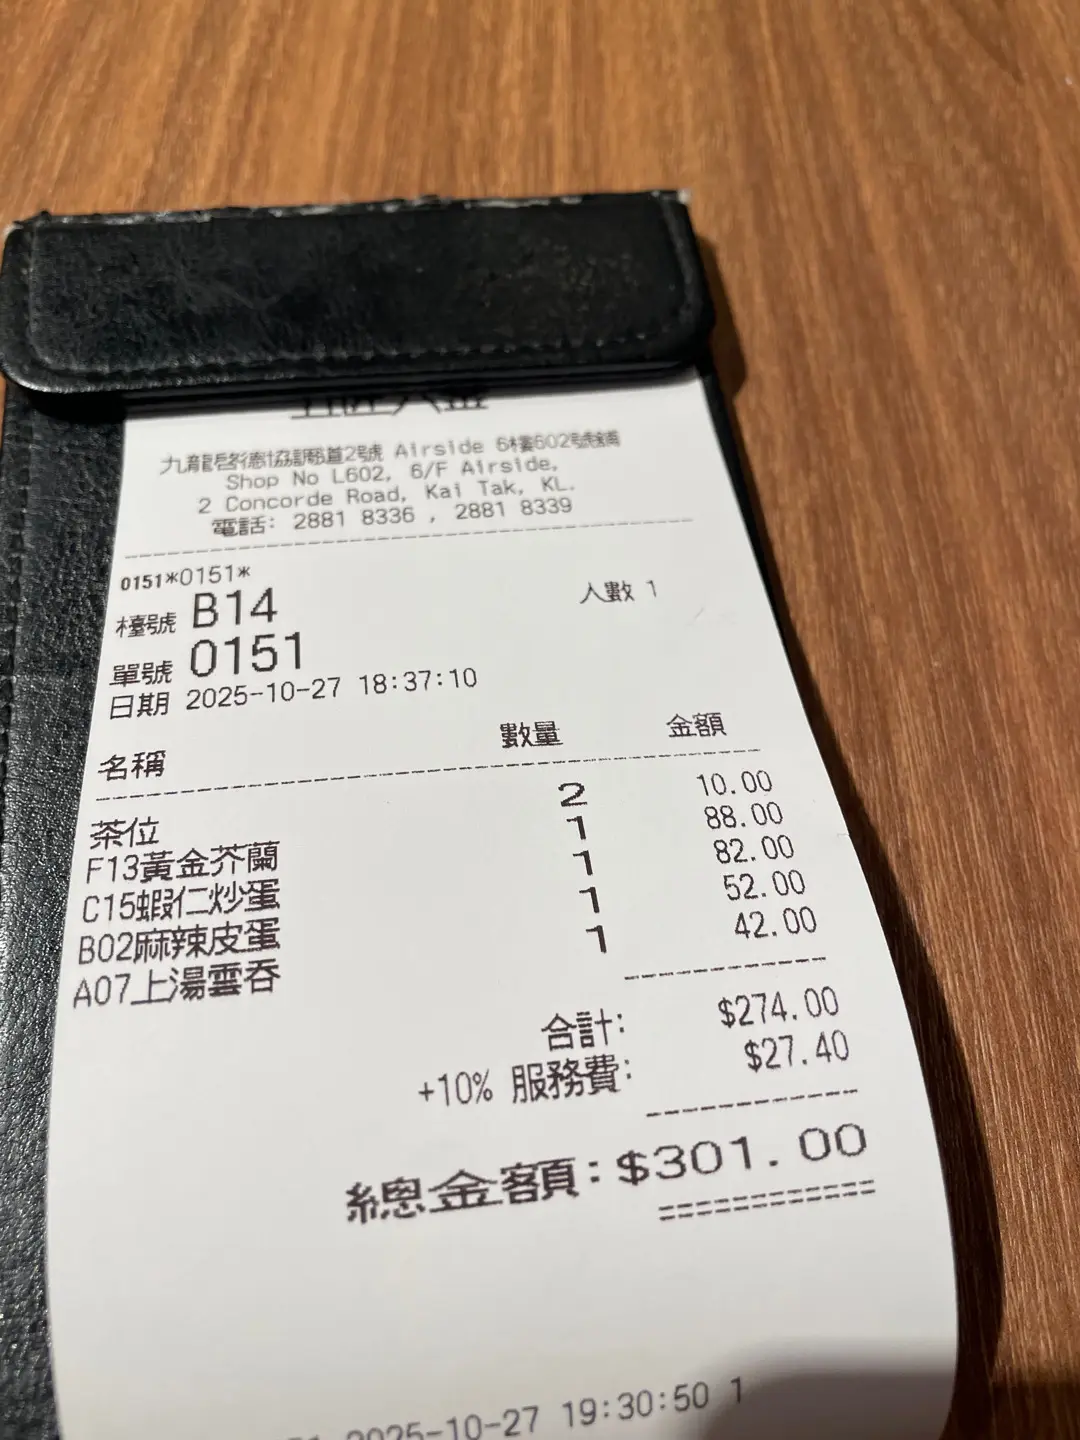 九龍啓德協調道2號 Airside 6樓602號舖
Shop No L602, 6/F Airside,
2 Concorde Road, Kai Tak, KL.
電話: 2881 8336 , 2881 8339
0151*0151*
檯號 B14 人數 1
單號 0151
日期 2025-10-27 18:37:10
名稱 數量 金額
茶位 2 10.00
F13黃金芥蘭 1 88.00
C15蝦仁炒蛋 1 82.00
B02麻辣皮蛋 1 52.00
A07上湯雲吞 1 42.00
合計: $274.00
+10% 服務費: $27.40
總金額: $301.00
2025-10-27 19:30:50 1